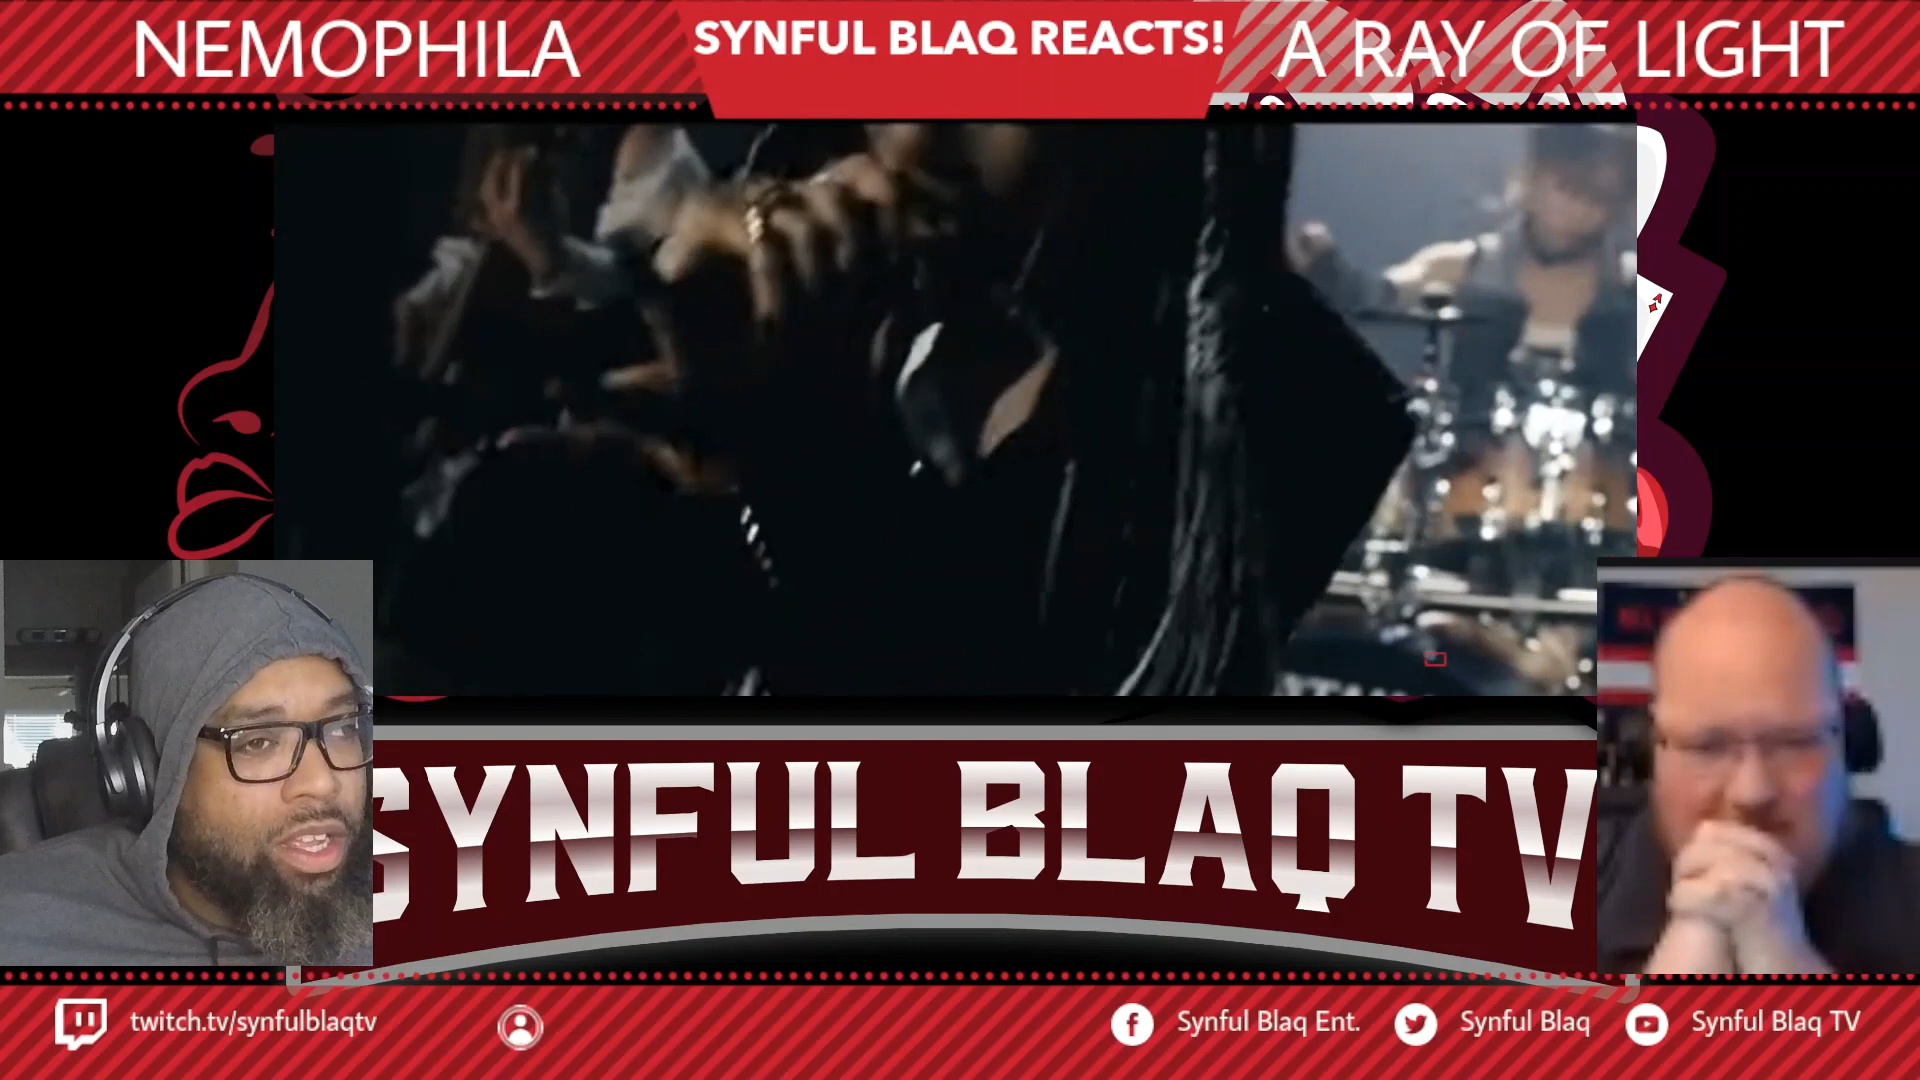 NEMOPHILA
SYNFUL BLAQ REACTS!
A RAY OF LIGHT
SYNFUL BLAQ TV
twitch.tv/synfulblaqtv
Synful Blaq Ent.
Synful Blaq
Synful Blaq TV